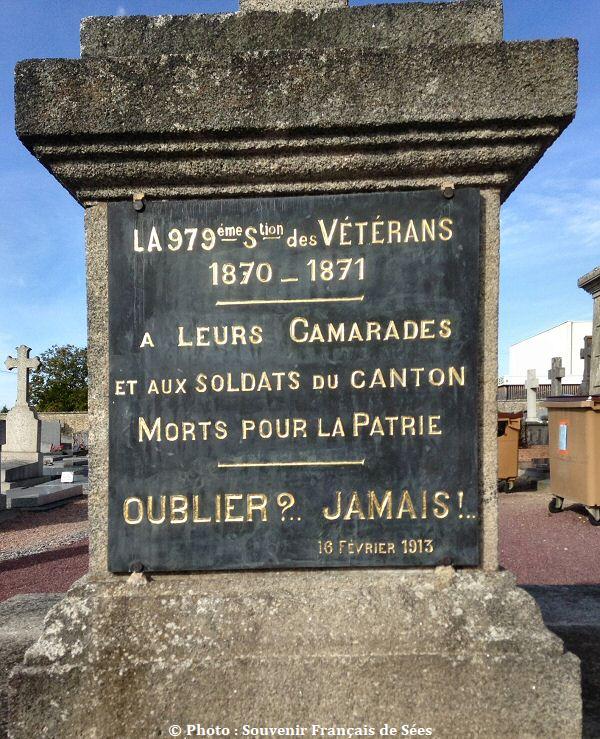 LA 979ème Stion des VÉTÉRANS
1870 - 1871
A LEURS CAMARADES
ET AUX SOLDATS DU CANTON
MORTS POUR LA PATRIE
OUBLIER ?.. JAMAIS !..
16 FÉVRIER 1913
© Photo : Souvenir Français de Sées